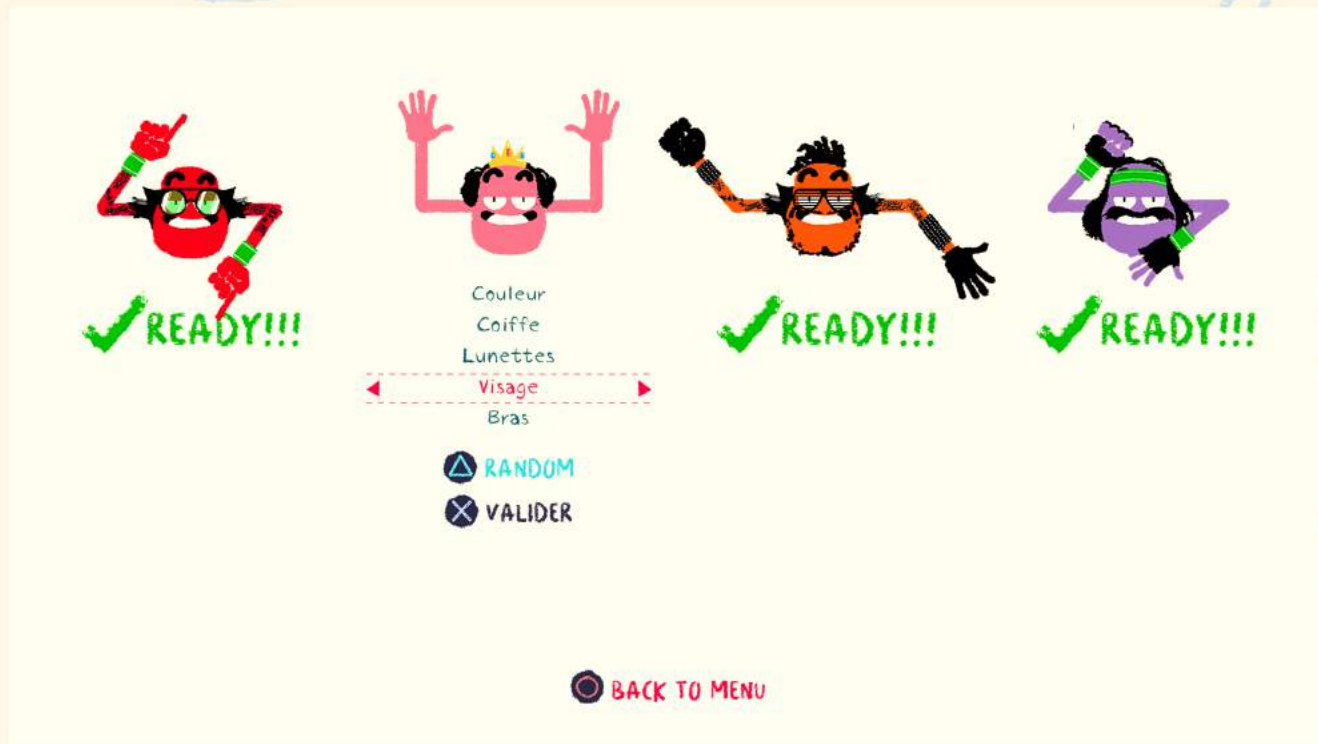 READY!!!
Couleur
Coiffe
Lunettes
Visage
Bras
RANDOM
VALIDER
READY!!!
READY!!!
BACK TO MENU